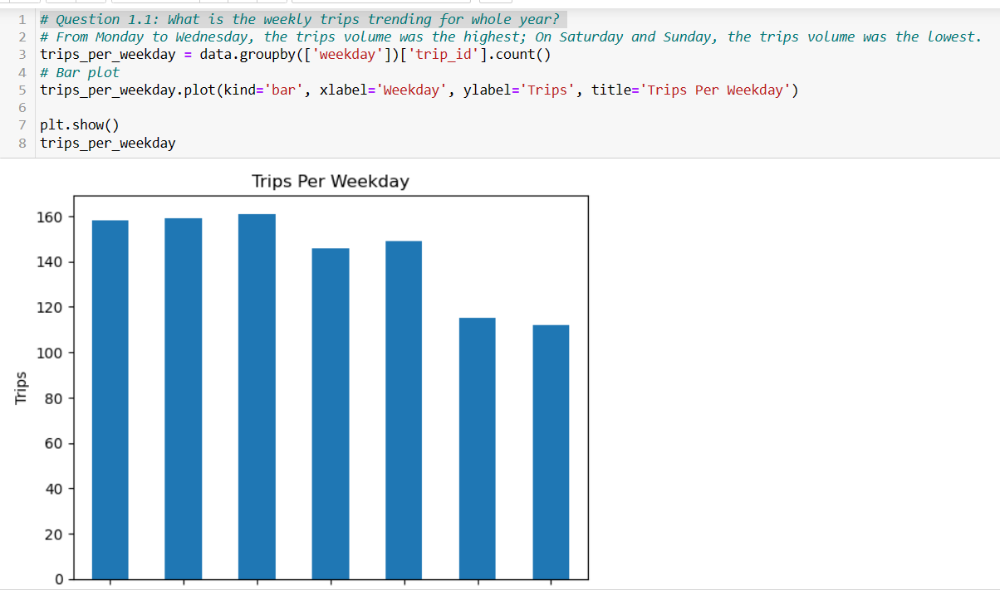 1 # Question 1.1: What is the weekly trips trending for whole year?
2 # From Monday to Wednesday, the trips volume was the highest; On Saturday and Sunday, the trips volume was the lowest.
3 trips_per_weekday = data.groupby(['weekday'])['trip_id'].count()
4 # Bar plot
5 trips_per_weekday.plot(kind='bar', xlabel='Weekday', ylabel='Trips', title='Trips Per Weekday')
6
7 plt.show()
8 trips_per_weekday
Trips Per Weekday
160
140
120
100
80
60
40
20
0
Trips